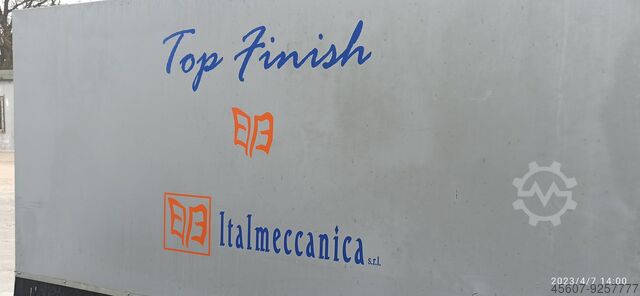 Top Finish
Italmeccanica s.r.l.
2023/4/7 14:00
45607-9257777